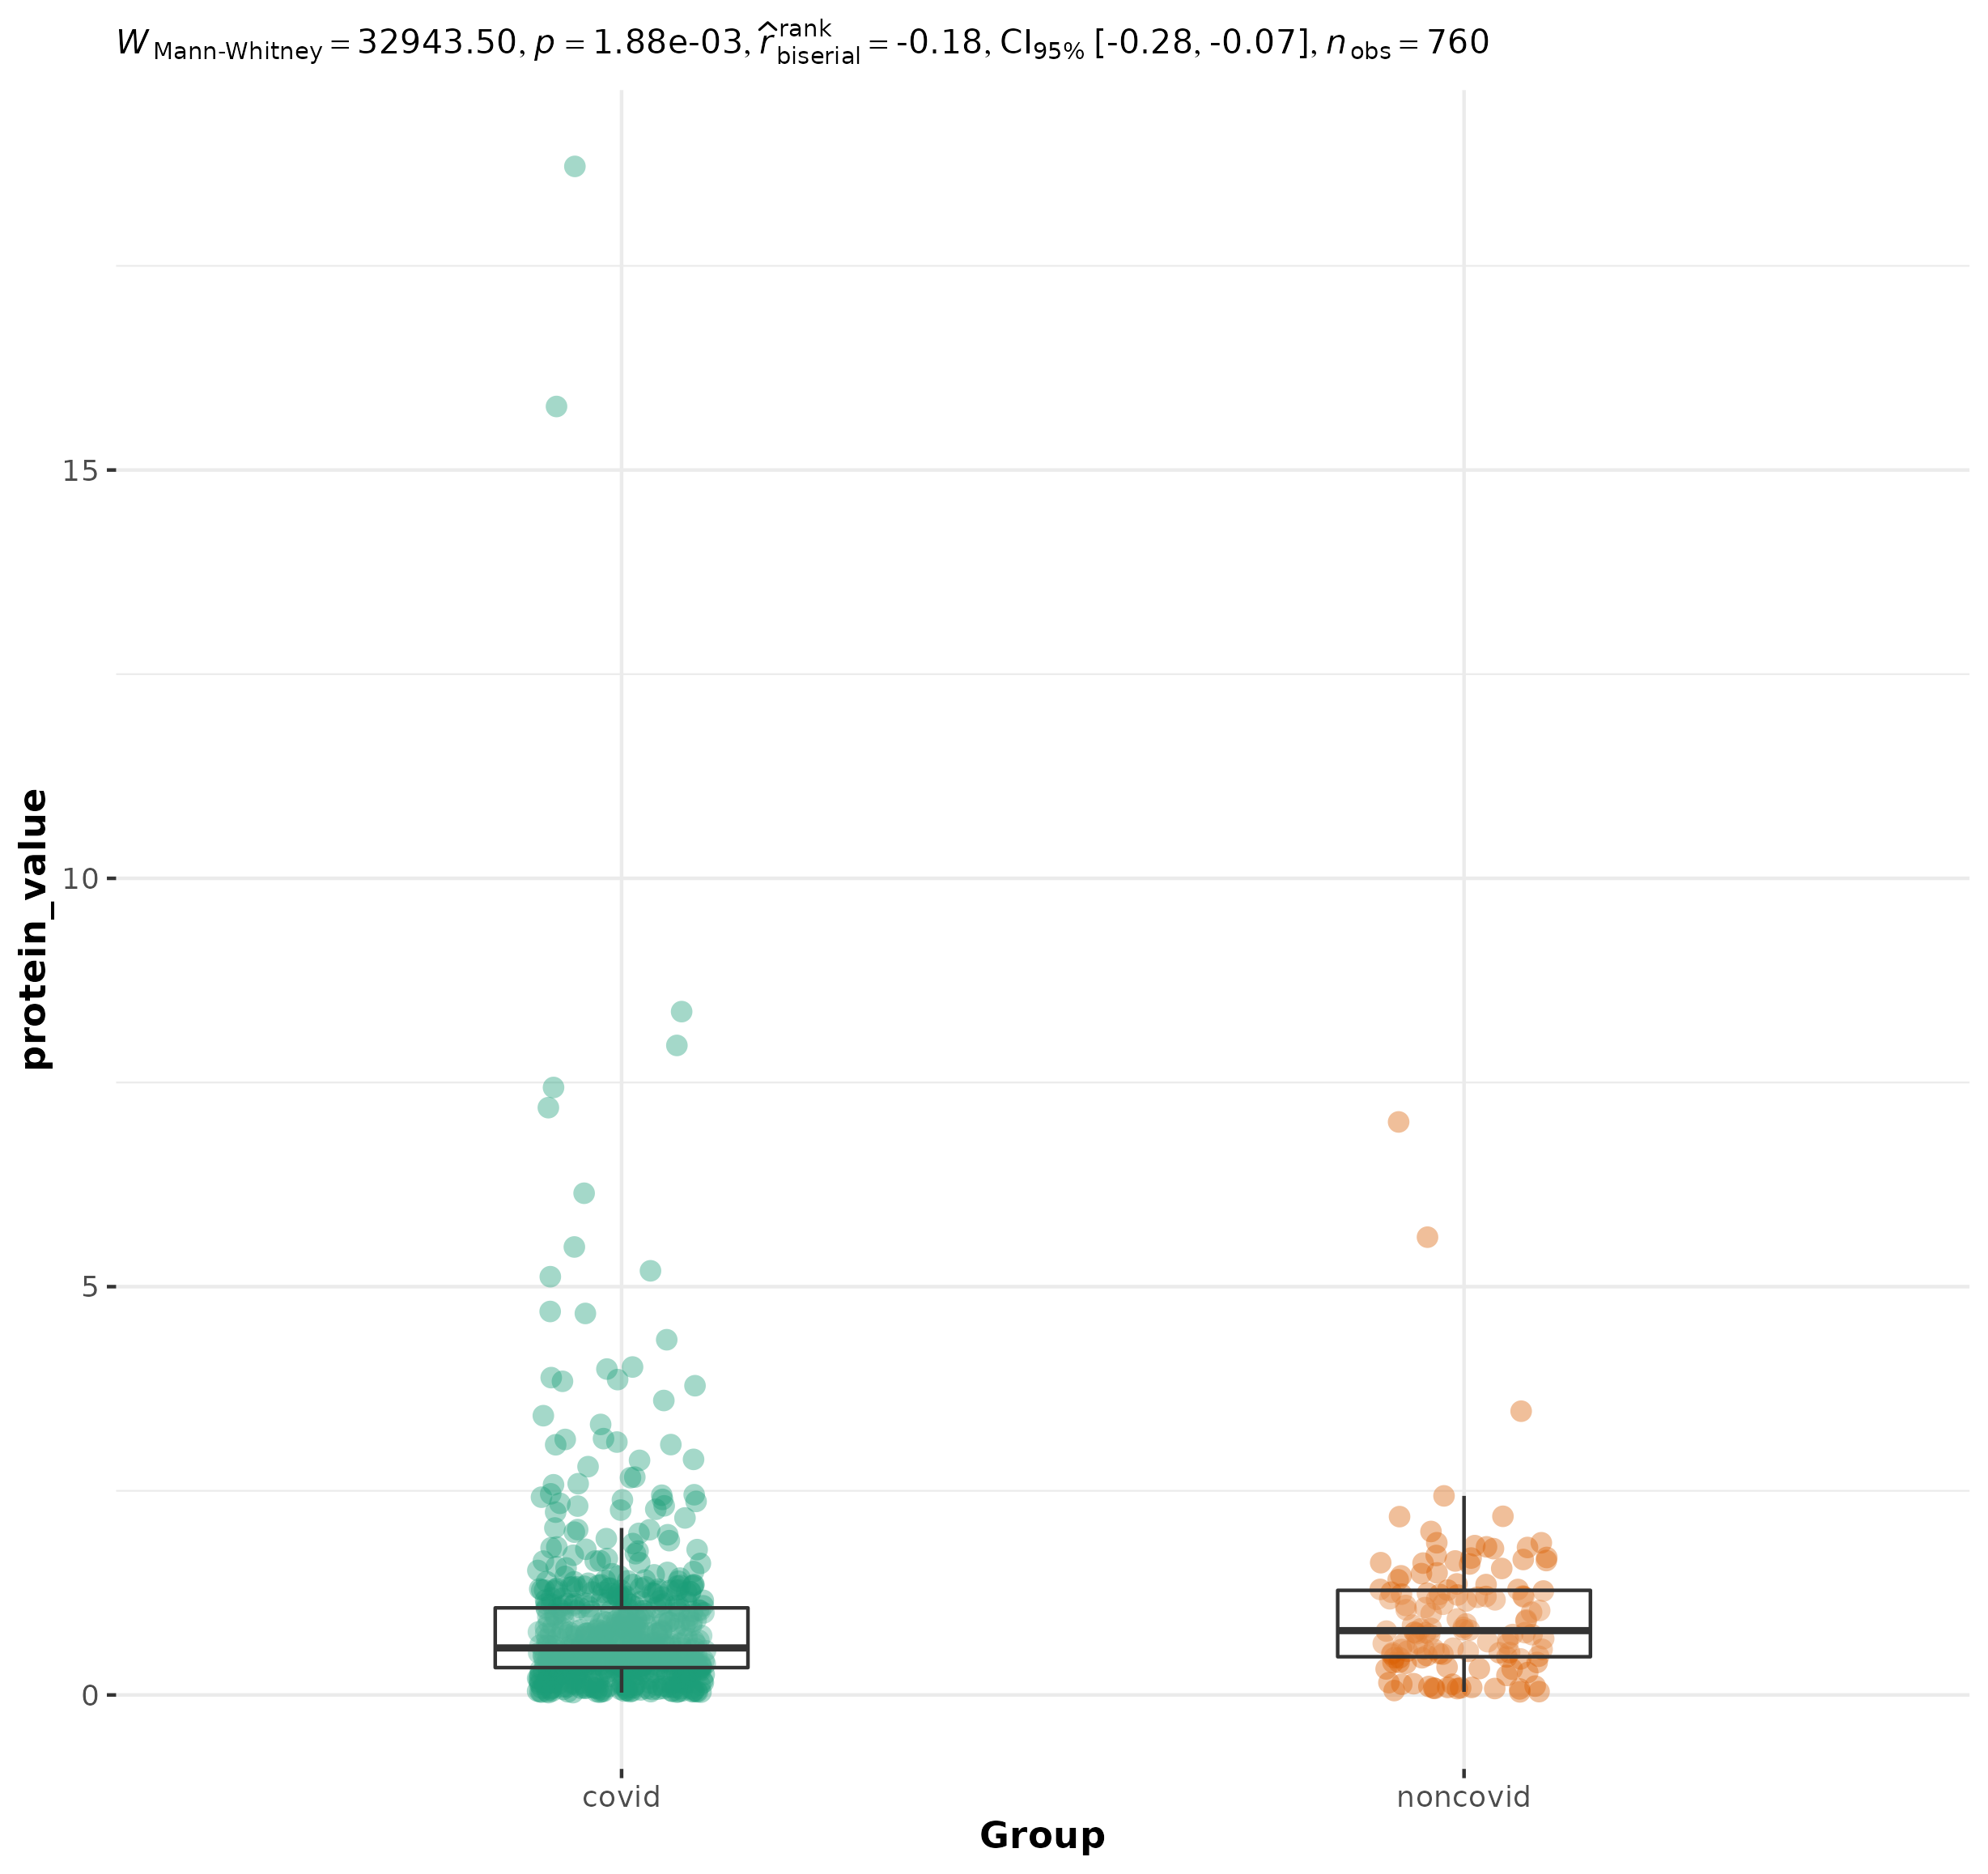 W Mann-Whitney = 32943.50, p = 1.88e-03, r̂ rank biserial = -0.18, CI95% [-0.28, -0.07], n obs = 760
15
10
5
0
protein_value
covid noncovid
Group